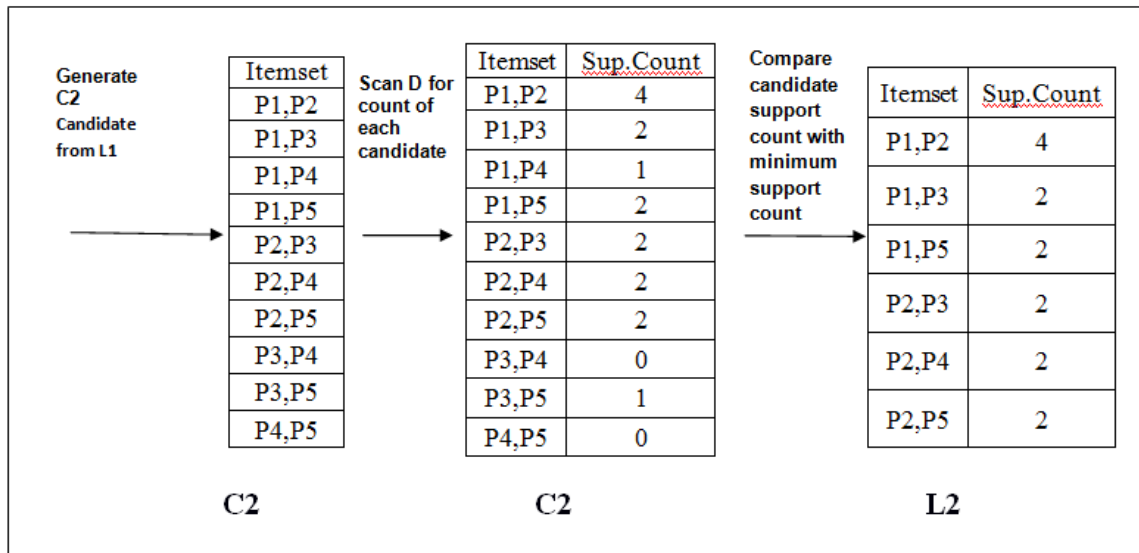 Generate
C2
Candidate
from L1
Itemset
P1,P2
P1,P3
P1,P4
P1,P5
P2,P3
P2,P4
P2,P5
P3,P4
P3,P5
P4,P5
C2
Scan D for
count of
each
candidate
Itemset Sup.Count
P1,P2 4
P1,P3 2
P1,P4 1
P1,P5 2
P2,P3 2
P2,P4 2
P2,P5 2
P3,P4 0
P3,P5 1
P4,P5 0
C2
Compare
candidate
support
count with
minimum
support
count
Itemset Sup.Count
P1,P2 4
P1,P3 2
P1,P5 2
P2,P3 2
P2,P4 2
P2,P5 2
L2